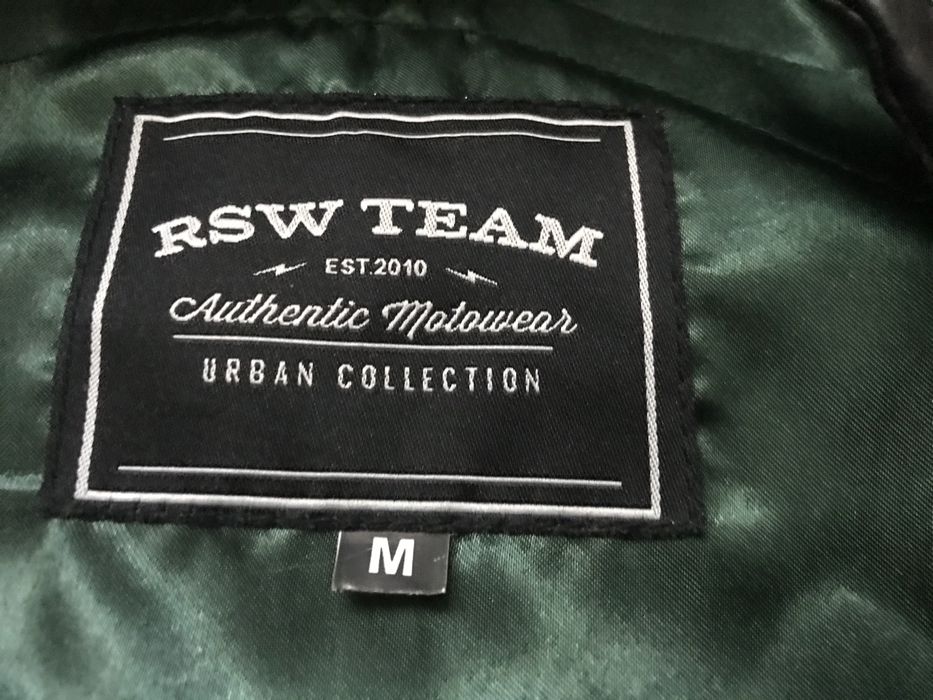 RSW TEAM
EST.2010
Authentic Motowear
URBAN COLLECTION
M